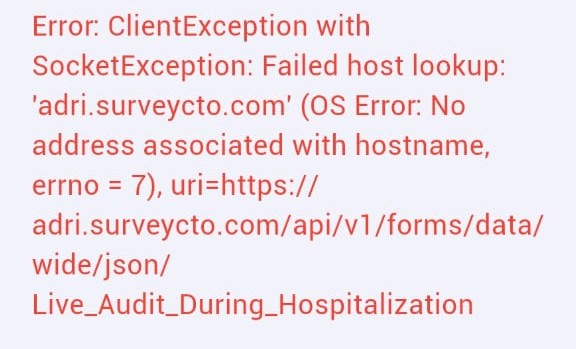 Error: ClientException with
SocketException: Failed host lookup:
'adri.surveycto.com' (OS Error: No
address associated with hostname,
errno = 7), uri=https://
adri.surveycto.com/api/v1/forms/data/
wide/json/
Live_Audit_During_Hospitalization